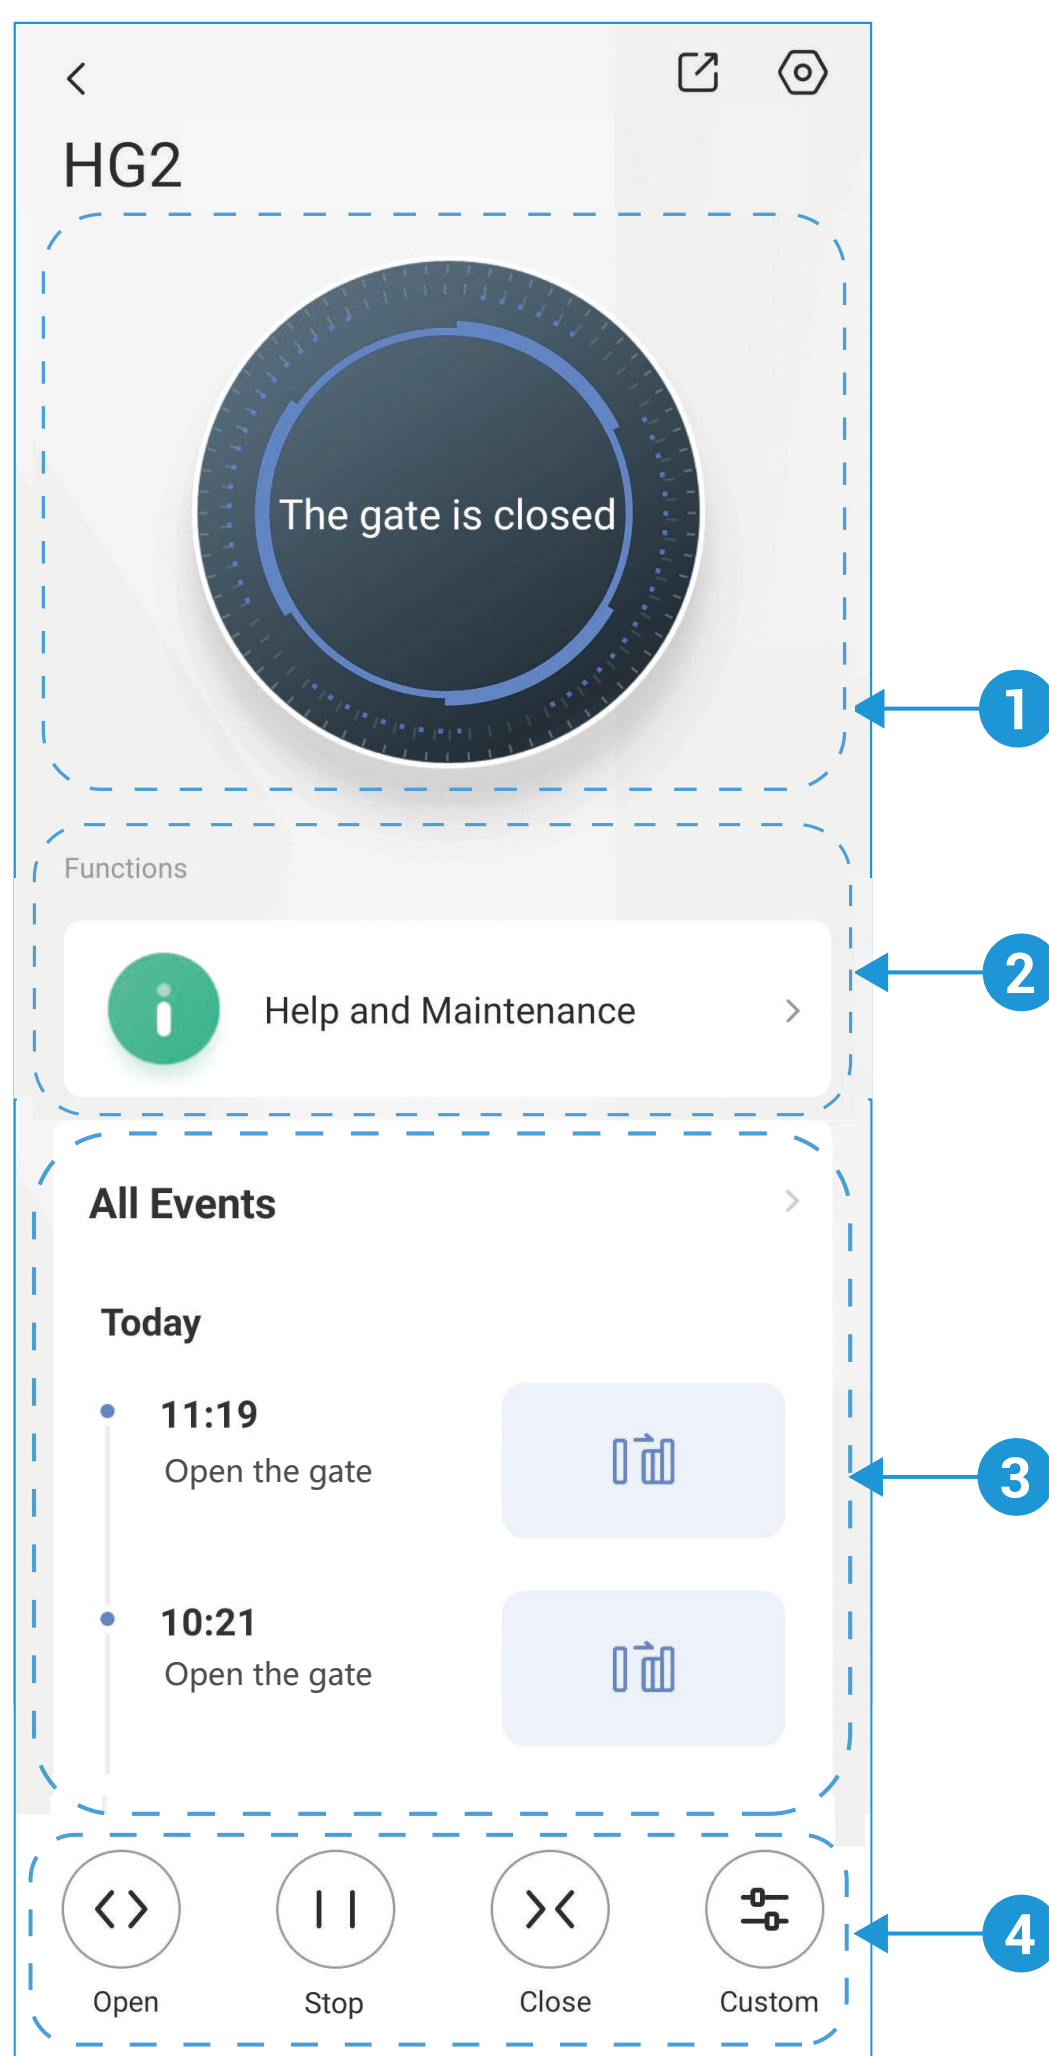 HG2
The gate is closed
1
Functions
2
Help and Maintenance
All Events
Today
11:19
Open the gate
3
10:21
Open the gate
4
Open
Stop
Close
Custom